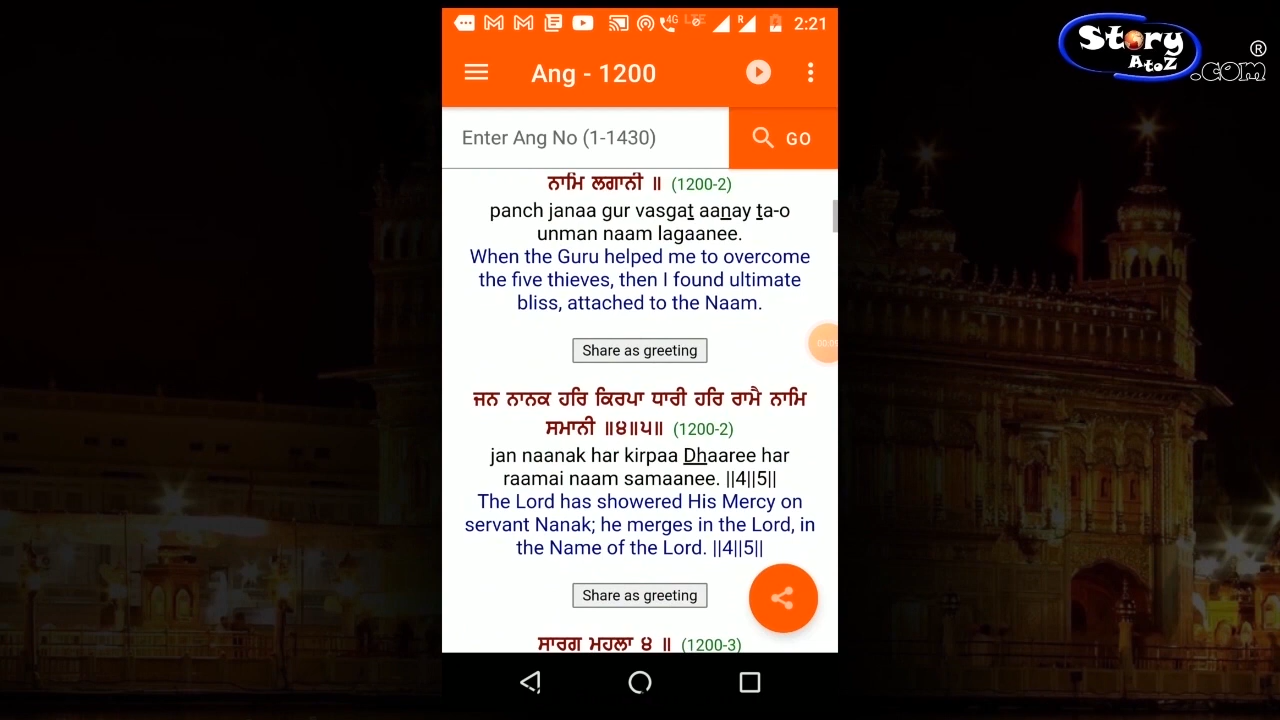 4G LTE R 2:21
Story
AtoZ
.com®
Ang - 1200
Enter Ang No (1-1430)
GO
ਨਾਮਿ ਲਗਾਨੀ ॥ (1200-2)
panch janaa gur vasgat aanay ta-o
unman naam lagaanee.
When the Guru helped me to overcome
the five thieves, then I found ultimate
bliss, attached to the Naam.
Share as greeting
ਜਨ ਨਾਨਕ ਹਰਿ ਕਿਰਪਾ ਧਾਰੀ ਹਰਿ ਰਾਮੈ ਨਾਮਿ
ਸਮਾਨੀ ॥੪॥੫॥ (1200-2)
jan naanak har kirpaa Dhaaree har
raamai naam samaanee. ||4||5||
The Lord has showered His Mercy on
servant Nanak; he merges in the Lord, in
the Name of the Lord. ||4||5||
Share as greeting
ਸਾਰਗ ਮਹਲਾ ੪ ॥ (1200-3)